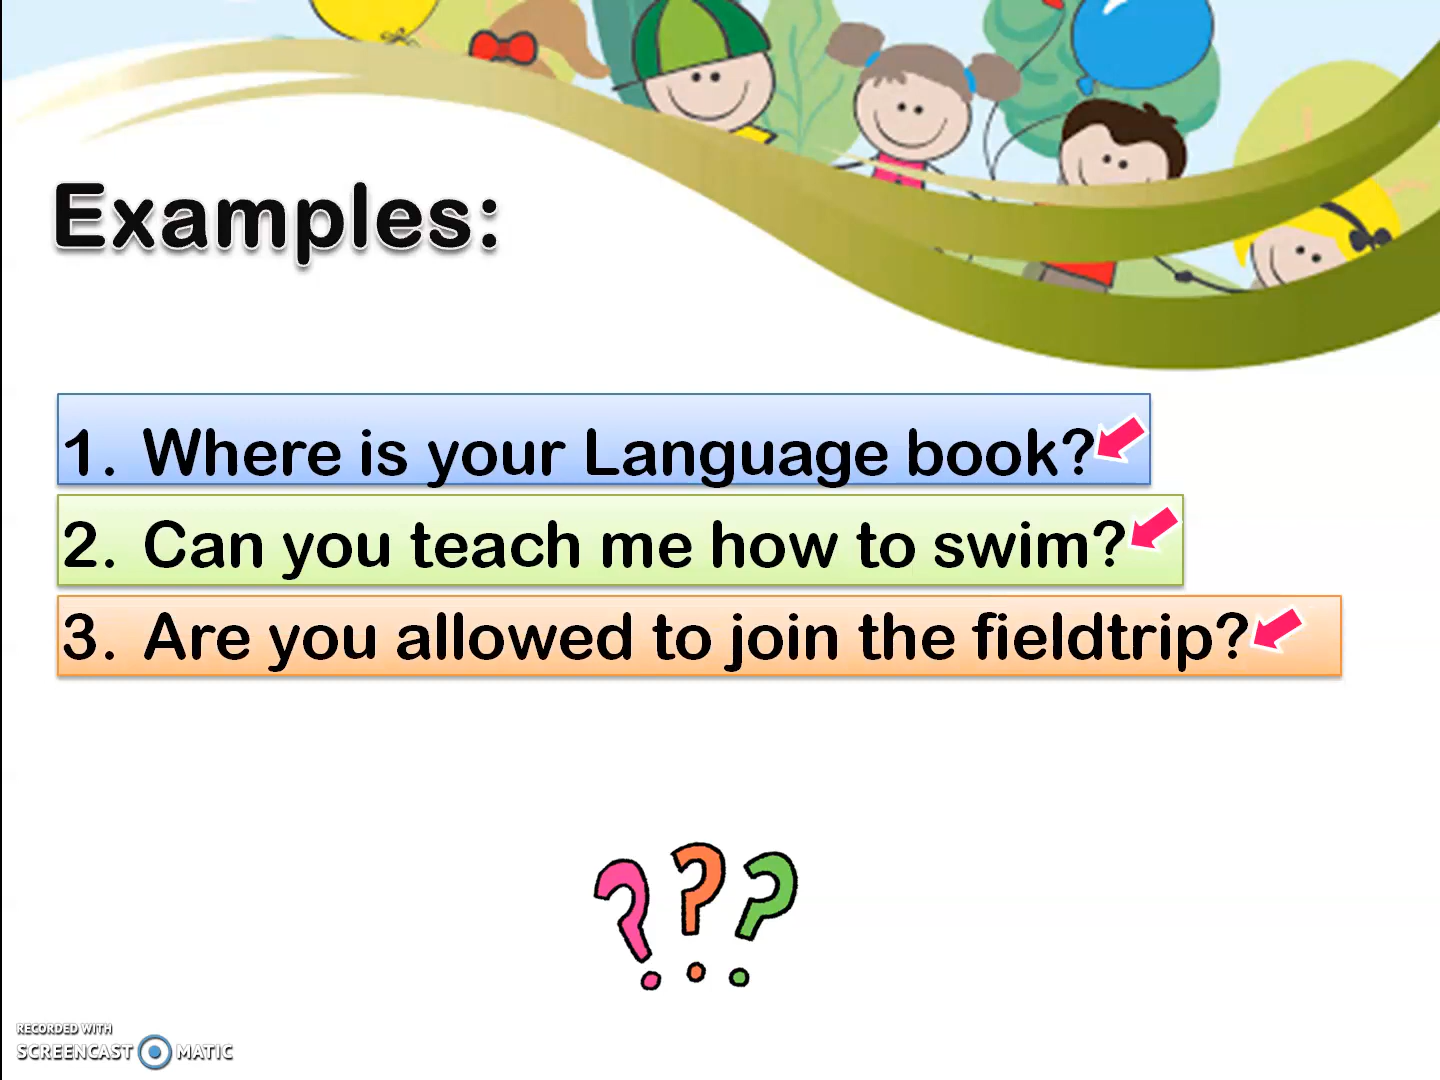 Examples:
1. Where is your Language book?
2. Can you teach me how to swim?
3. Are you allowed to join the fieldtrip?
???
RECORDED WITH
SCREENCAST MATIC